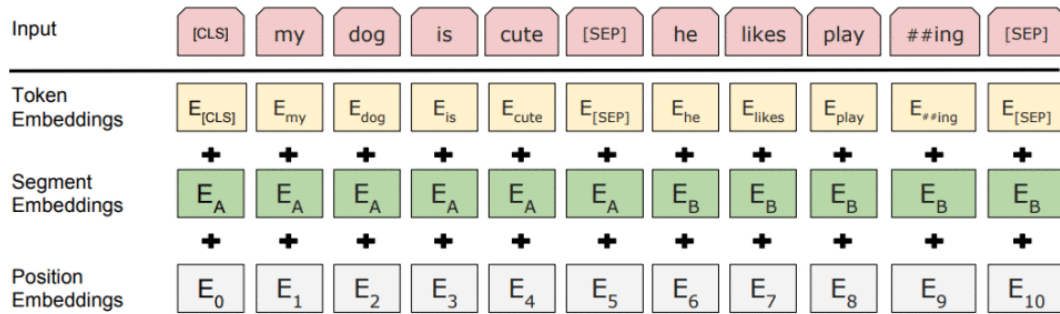 Input [CLS] my dog is cute [SEP] he likes play ##ing [SEP]
Token
Embeddings
E[CLS] Emy Edog Eis Ecute E[SEP] Ehe Elikes Eplay E##ing E[SEP]
+ + + + + + + + + + +
Segment
Embeddings
EA EA EA EA EA EA EB EB EB EB EB
+ + + + + + + + + + +
Position
Embeddings
E0 E1 E2 E3 E4 E5 E6 E7 E8 E9 E10